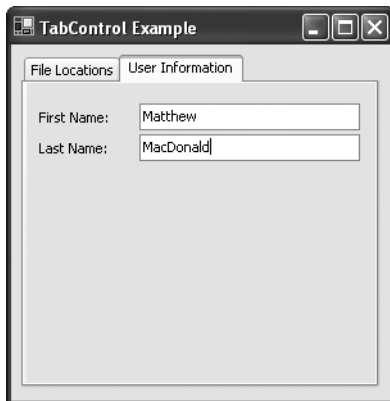 TabControl Example
File Locations User Information
First Name: Matthew
Last Name: MacDonald